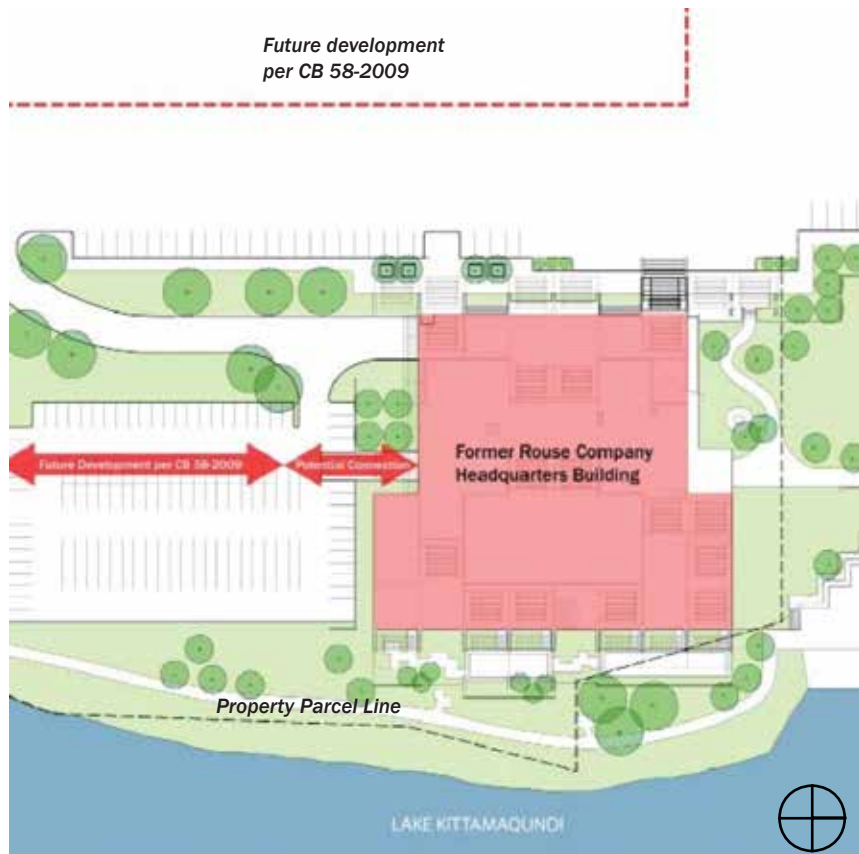 Future development
per CB 58-2009
Future Development per CB 58-2009
Potential Connection
Former Rouse Company
Headquarters Building
Property Parcel Line
LAKE KITTAMAQUNDI